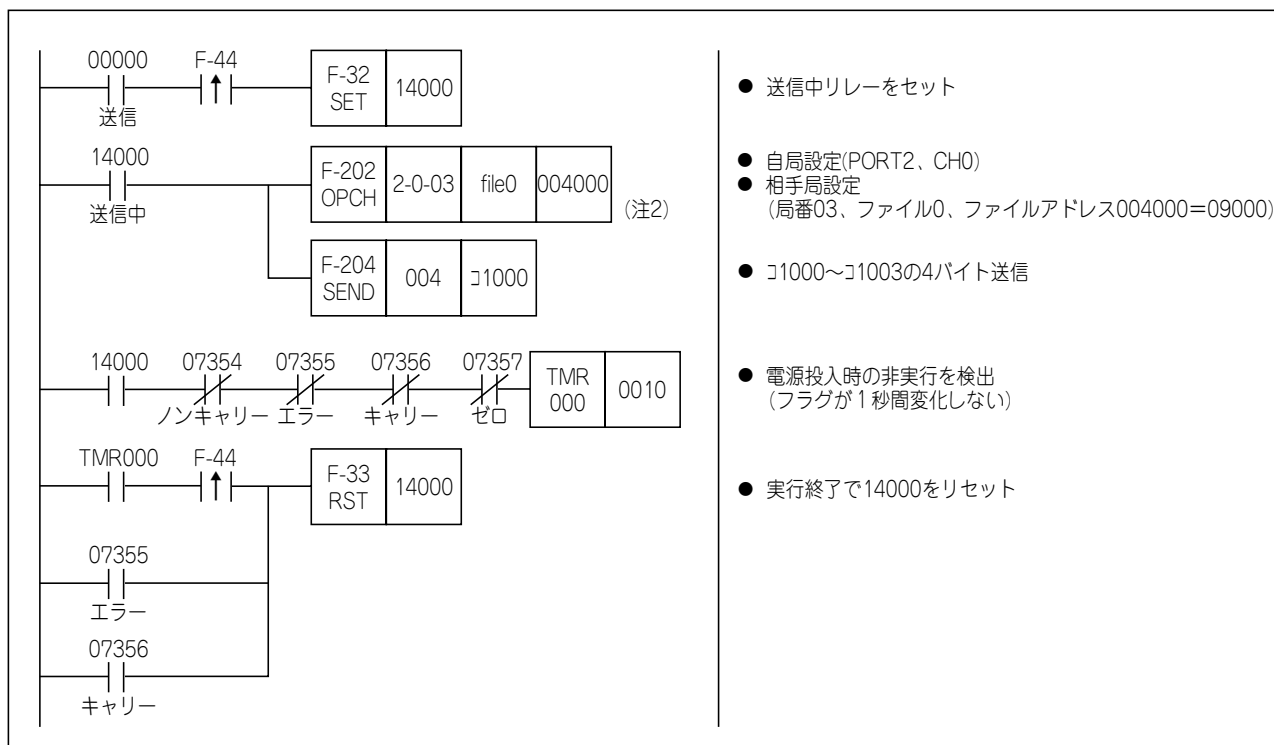 00000 F-44 F-32 SET 14000 ● 送信中リレーをセット
送信
14000 F-202 OPCH 2-0-03 file0 004000 (注2) ● 自局設定(PORT2、CH0)
送信中 ● 相手局設定
(局番03、ファイル0、ファイルアドレス004000=09000)
F-204 SEND 004 ｺ1000 ● ｺ1000～ｺ1003の4バイト送信
14000 07354 07355 07356 07357 TMR 000 0010 ● 電源投入時の非実行を検出
ノンキャリー エラー キャリー ゼロ (フラグが1秒間変化しない)
TMR000 F-44 F-33 RST 14000 ● 実行終了で14000をリセット
07355
エラー
07356
キャリー